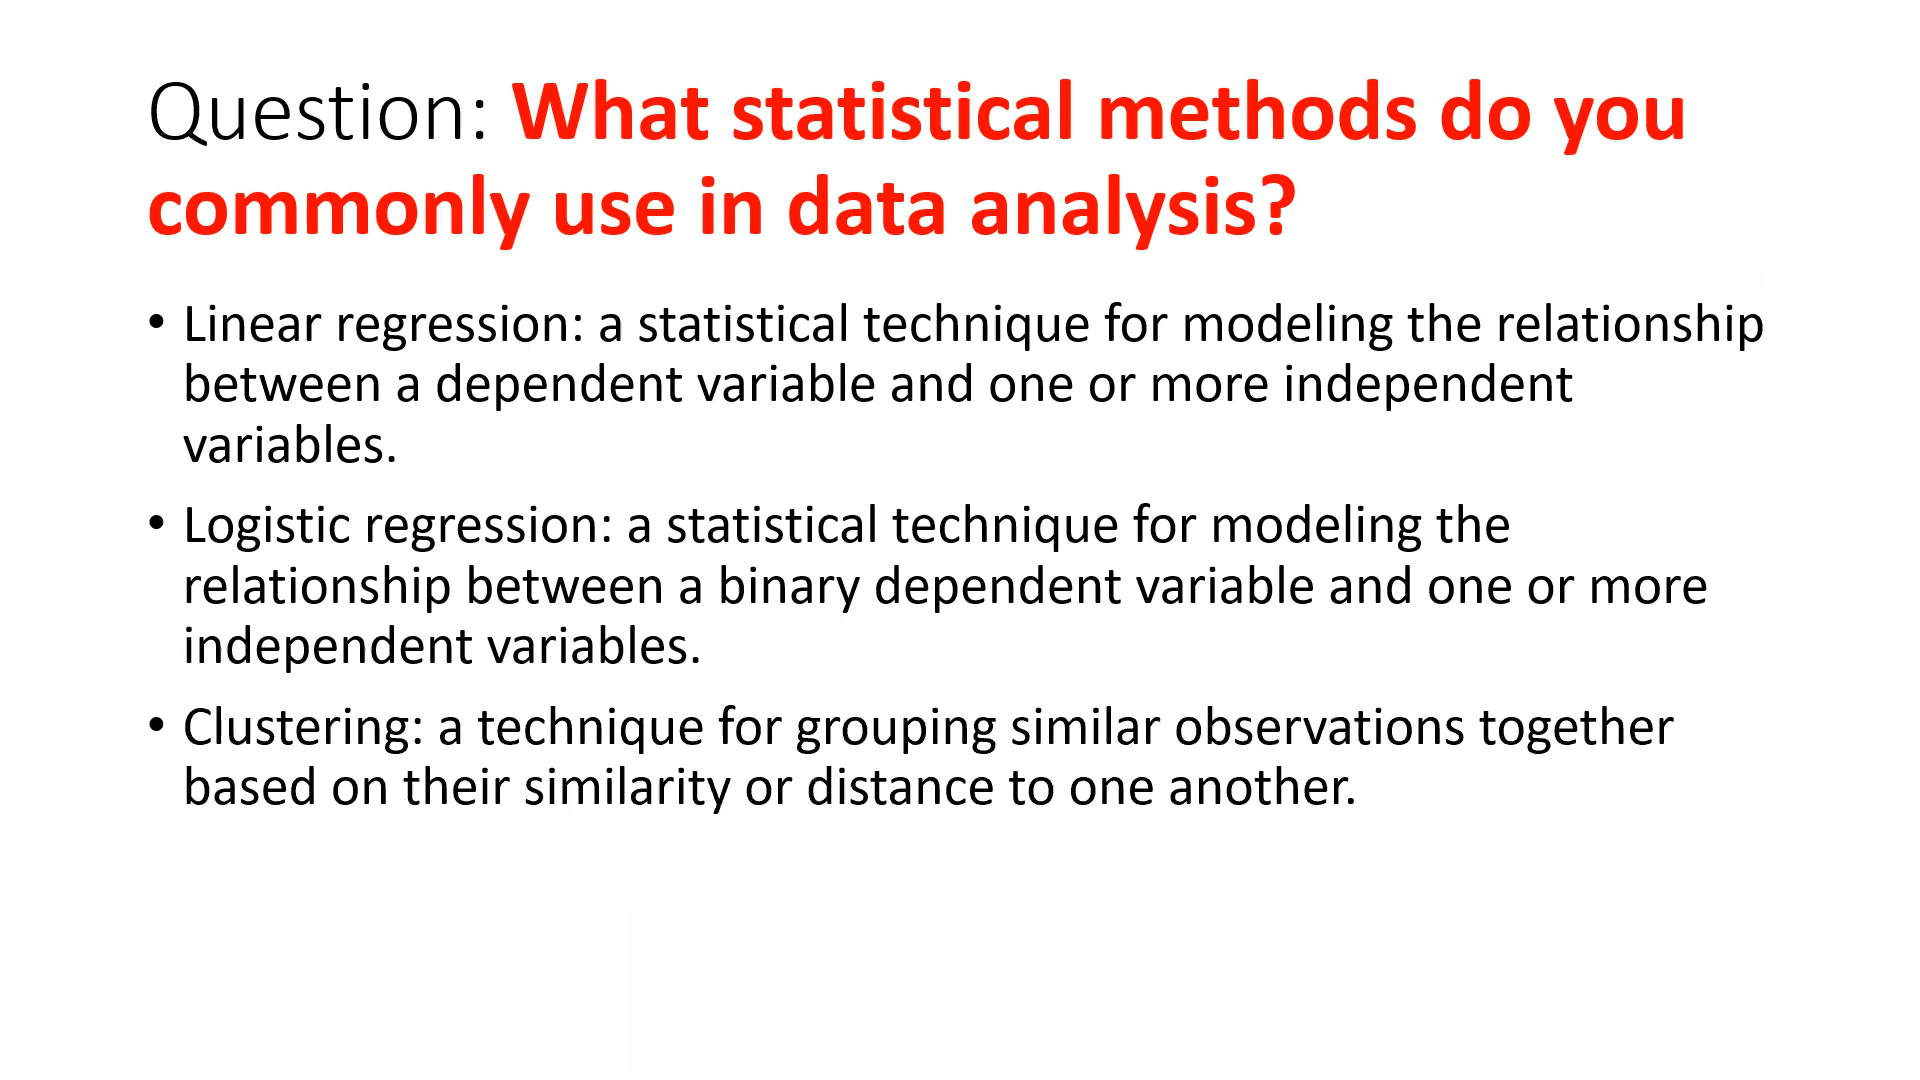 Question: What statistical methods do you
commonly use in data analysis?
• Linear regression: a statistical technique for modeling the relationship
between a dependent variable and one or more independent
variables.
• Logistic regression: a statistical technique for modeling the
relationship between a binary dependent variable and one or more
independent variables.
• Clustering: a technique for grouping similar observations together
based on their similarity or distance to one another.